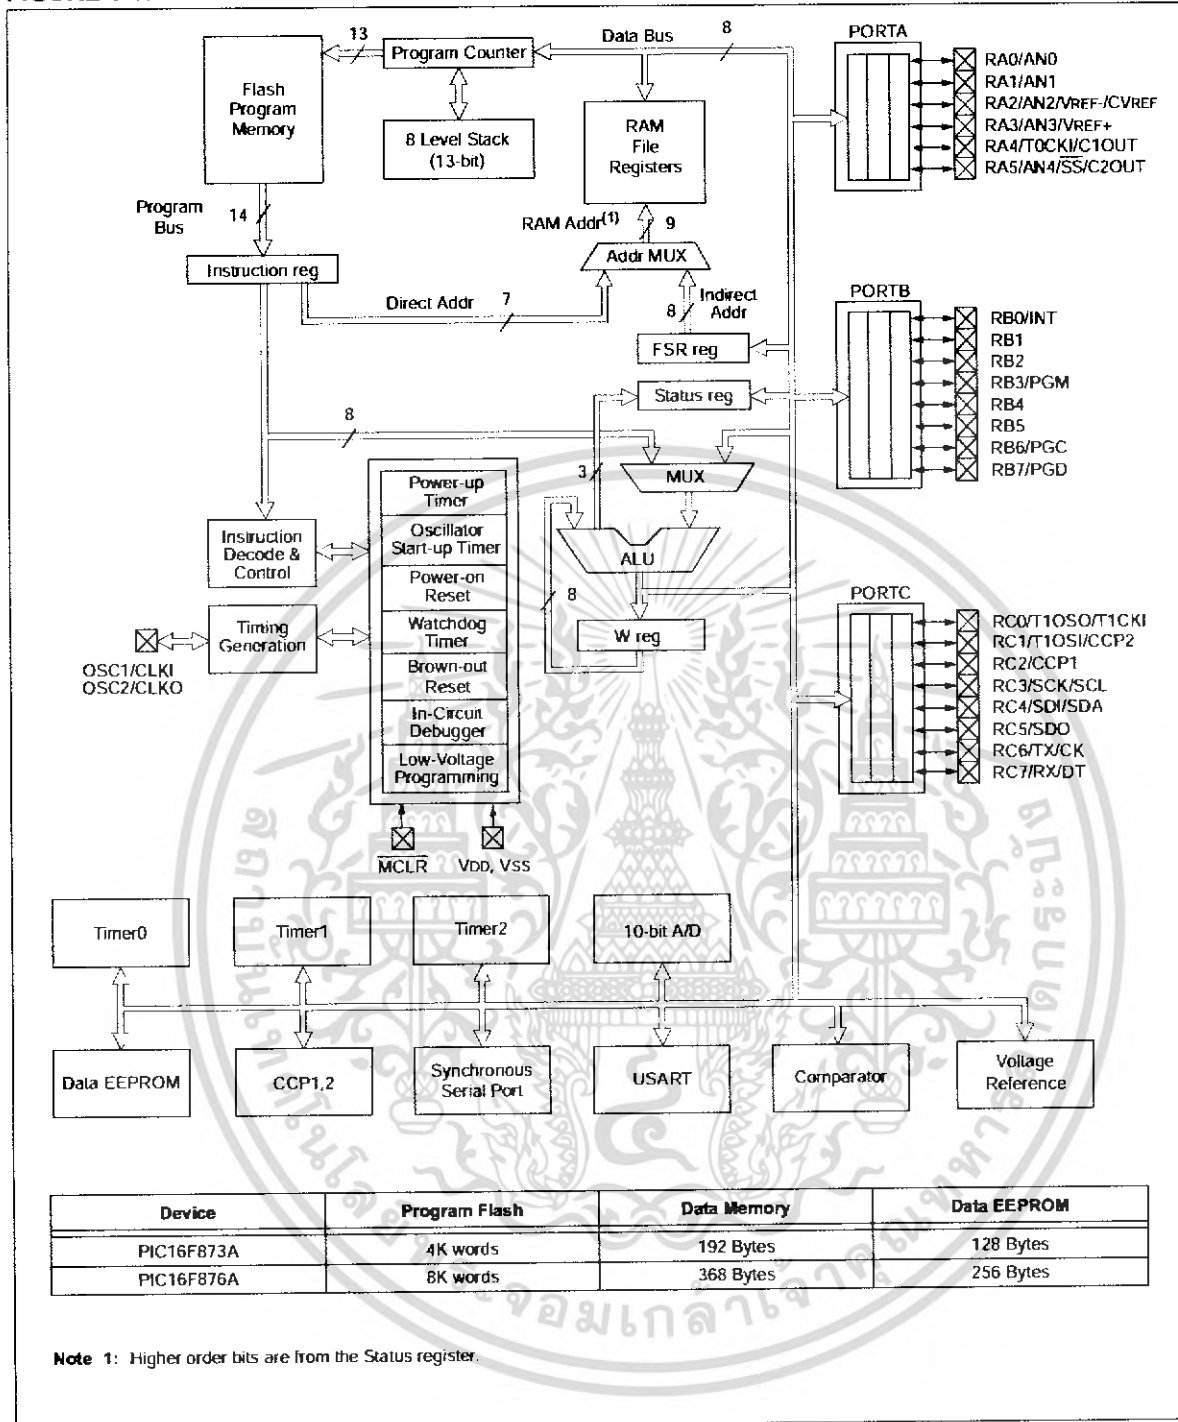 13
Data Bus
8
PORTA
Flash
Program
Memory
Program Counter
8 Level Stack
(13-bit)
RAM
File
Registers
RA0/AN0
RA1/AN1
RA2/AN2/VREF-/CVREF
RA3/AN3/VREF+
RA4/T0CKI/C1OUT
RA5/AN4/SS/C2OUT
Program
Bus
14
RAM Addr(1)
9
Addr MUX
Instruction reg
Direct Addr
7
8
Indirect
Addr
FSR reg
Status reg
PORTB
RB0/INT
RB1
RB2
RB3/PGM
RB4
RB5
RB6/PGC
RB7/PGD
8
3
MUX
ALU
8
W reg
Power-up
Timer
Oscillator
Start-up Timer
Power-on
Reset
Watchdog
Timer
Brown-out
Reset
In-Circuit
Debugger
Low-Voltage
Programming
Instruction
Decode &
Control
Timing
Generation
OSC1/CLKI
OSC2/CLKO
MCLR
VDD, VSS
PORTC
RC0/T1OSO/T1CKI
RC1/T1OSI/CCP2
RC2/CCP1
RC3/SCK/SCL
RC4/SDI/SDA
RC5/SDO
RC6/TX/CK
RC7/RX/DT
Timer0
Timer1
Timer2
10-bit A/D
Data EEPROM
CCP1,2
Synchronous
Serial Port
USART
Comparator
Voltage
Reference
Device Program Flash Data Memory Data EEPROM
PIC16F873A 4K words 192 Bytes 128 Bytes
PIC16F876A 8K words 368 Bytes 256 Bytes
Note 1: Higher order bits are from the Status register.